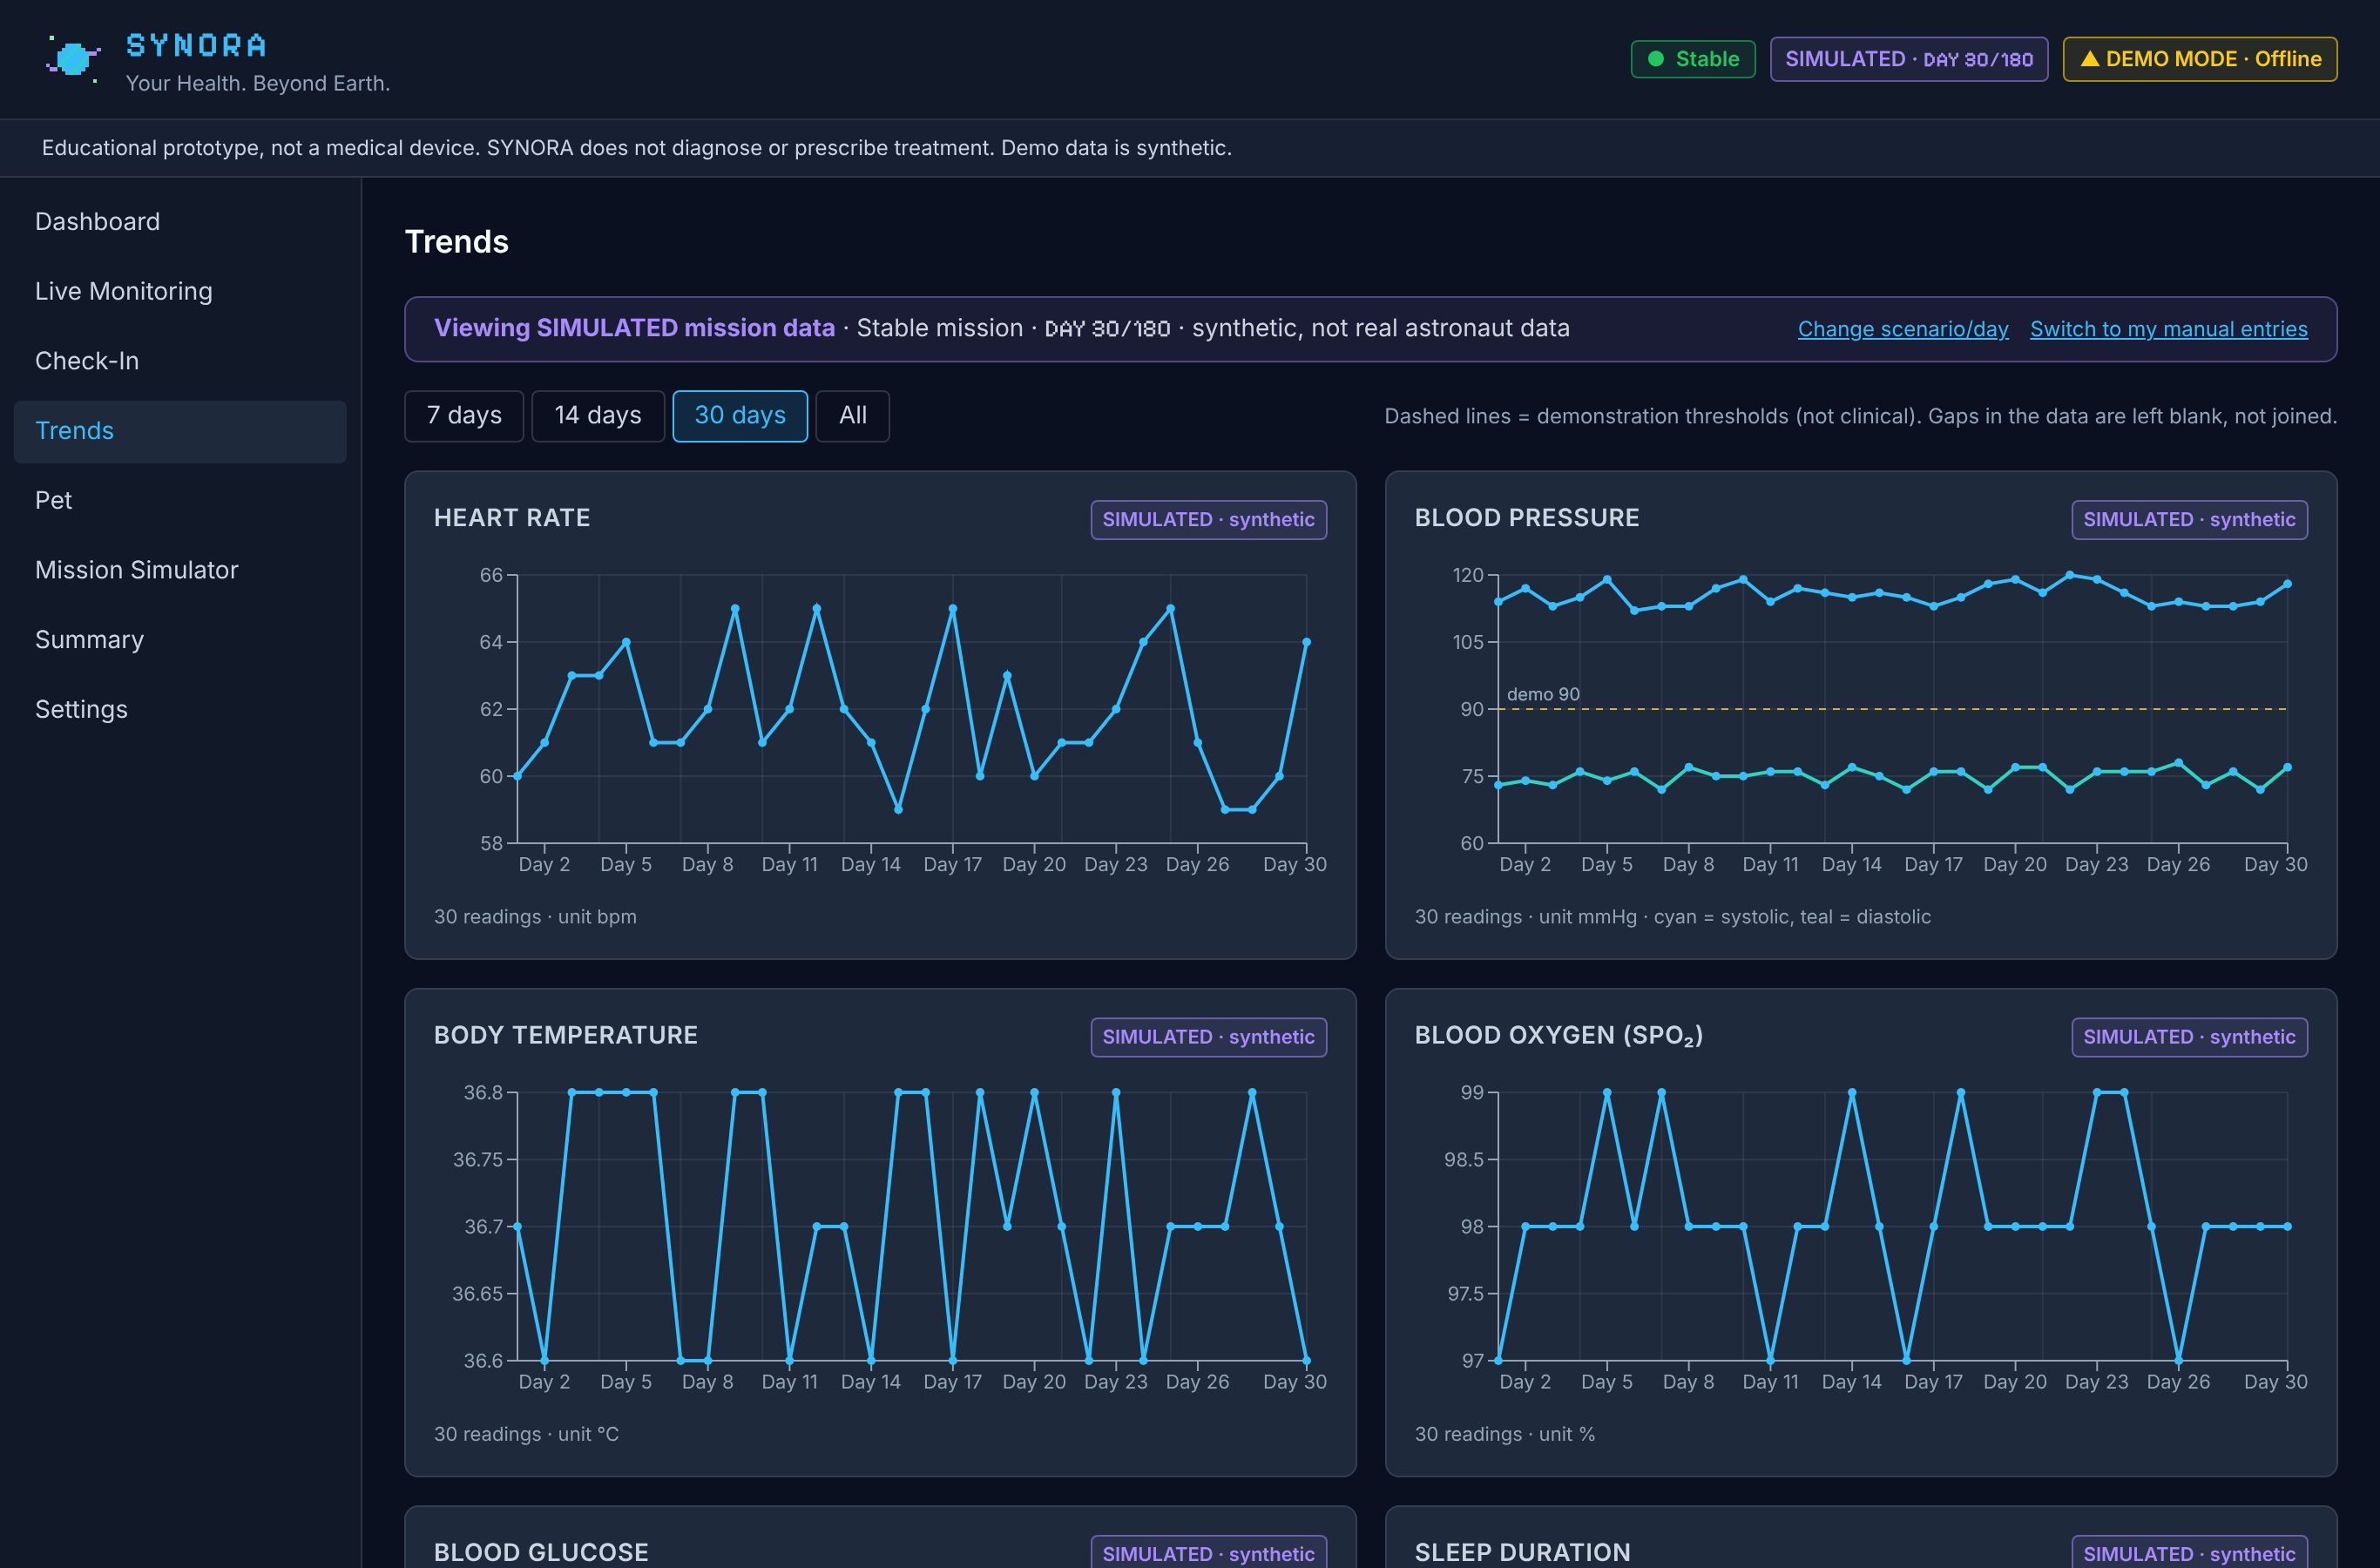 SYNORA
Your Health. Beyond Earth.
Stable
SIMULATED · DAY 30/180
DEMO MODE · Offline
Educational prototype, not a medical device. SYNORA does not diagnose or prescribe treatment. Demo data is synthetic.
Dashboard
Live Monitoring
Check-In
Trends
Pet
Mission Simulator
Summary
Settings
Trends
Viewing SIMULATED mission data · Stable mission · DAY 30/180 · synthetic, not real astronaut data
Change scenario/day
Switch to my manual entries
7 days
14 days
30 days
All
Dashed lines = demonstration thresholds (not clinical). Gaps in the data are left blank, not joined.
HEART RATE
SIMULATED · synthetic
66
64
62
60
58
Day 2 Day 5 Day 8 Day 11 Day 14 Day 17 Day 20 Day 23 Day 26 Day 30
30 readings · unit bpm
BLOOD PRESSURE
SIMULATED · synthetic
120
105
demo 90
90
75
60
Day 2 Day 5 Day 8 Day 11 Day 14 Day 17 Day 20 Day 23 Day 26 Day 30
30 readings · unit mmHg · cyan = systolic, teal = diastolic
BODY TEMPERATURE
SIMULATED · synthetic
36.8
36.75
36.7
36.65
36.6
Day 2 Day 5 Day 8 Day 11 Day 14 Day 17 Day 20 Day 23 Day 26 Day 30
30 readings · unit °C
BLOOD OXYGEN (SPO₂)
SIMULATED · synthetic
99
98.5
98
97.5
97
Day 2 Day 5 Day 8 Day 11 Day 14 Day 17 Day 20 Day 23 Day 26 Day 30
30 readings · unit %
BLOOD GLUCOSE
SIMULATED · synthetic
SLEEP DURATION
SIMULATED · synthetic